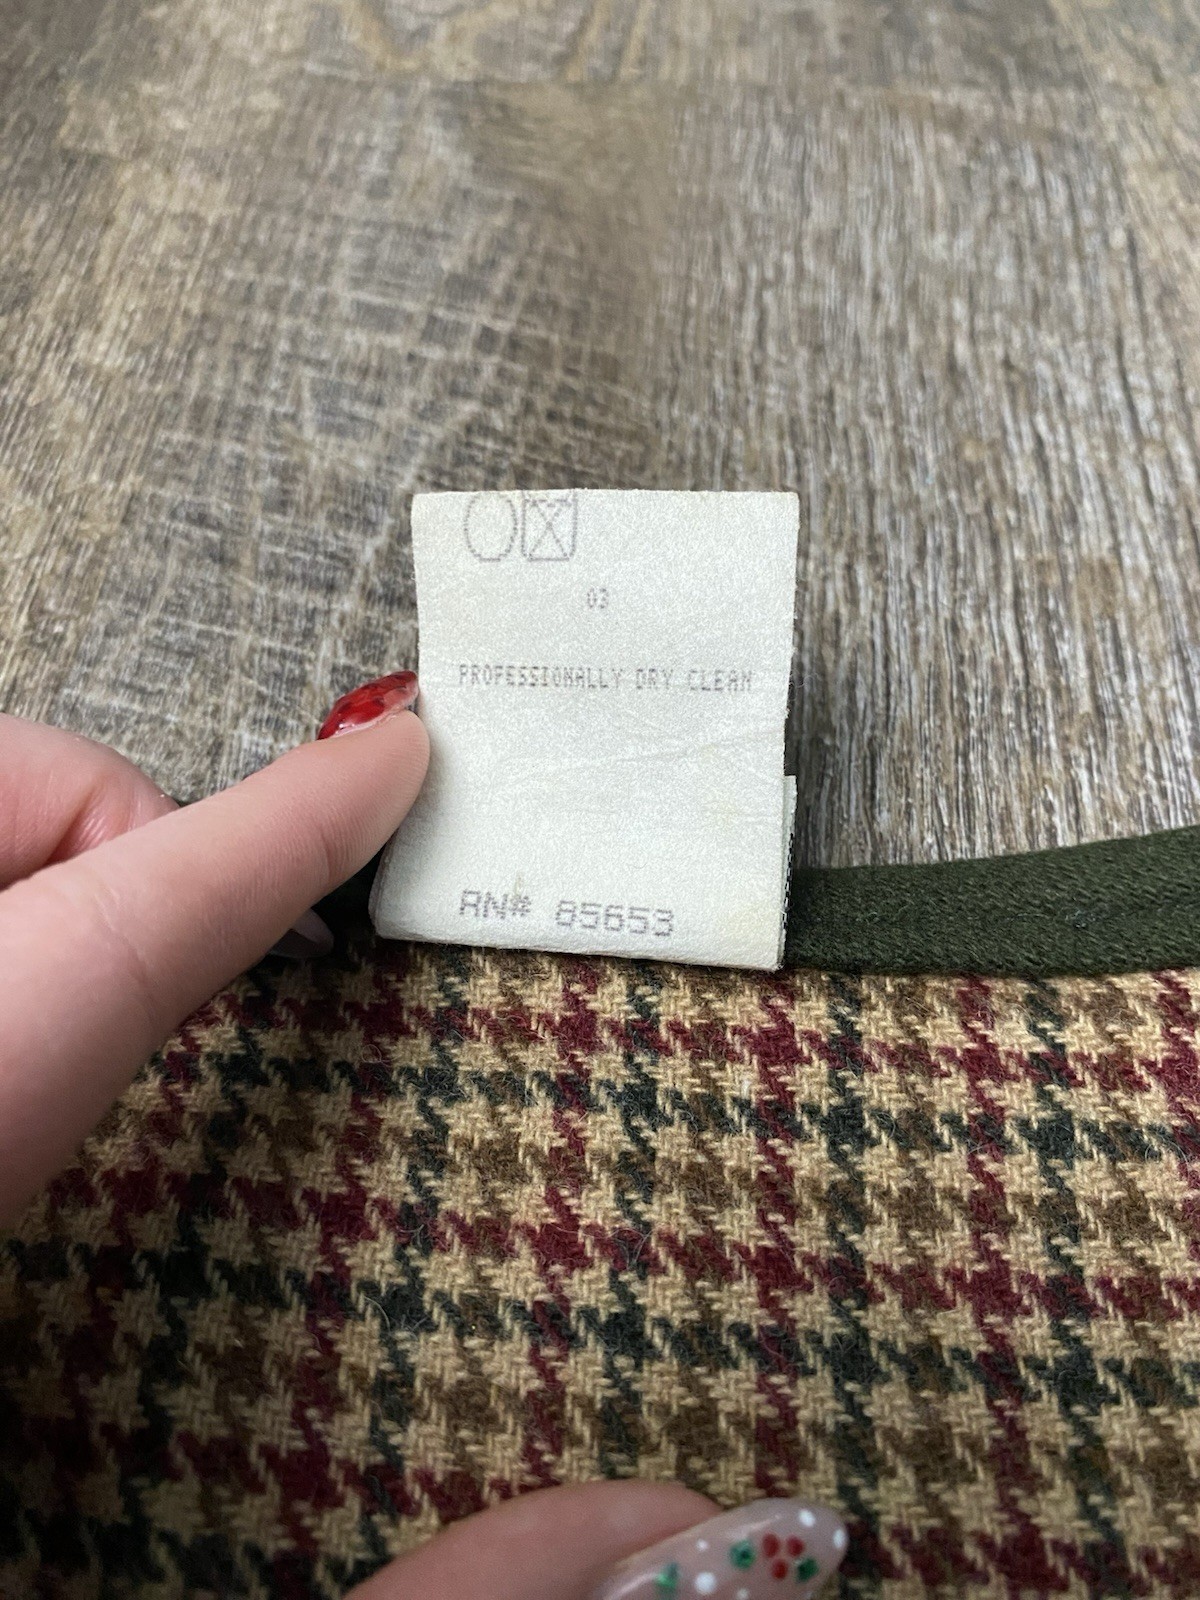 03
PROFESSIONALLY DRY CLEAN
RN# 85653